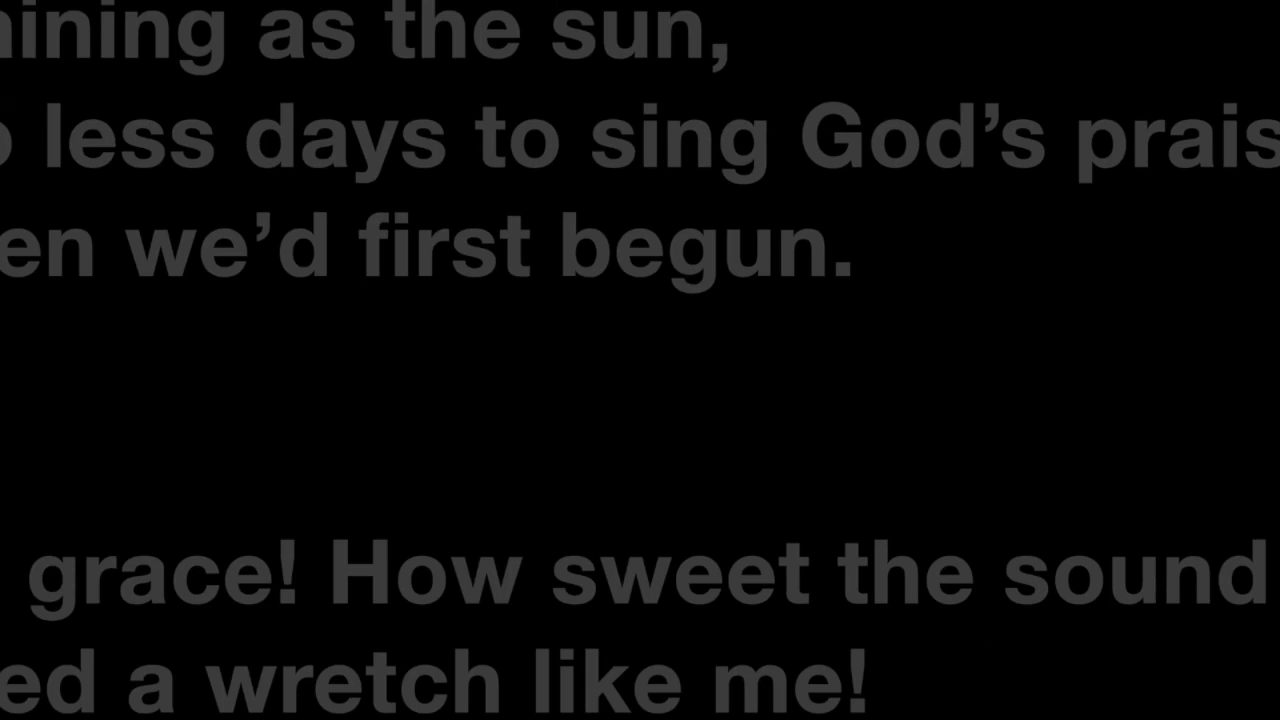 ining as the sun,
less days to sing God’s prais
en we’d first begun.
grace! How sweet the sound
ed a wretch like me!